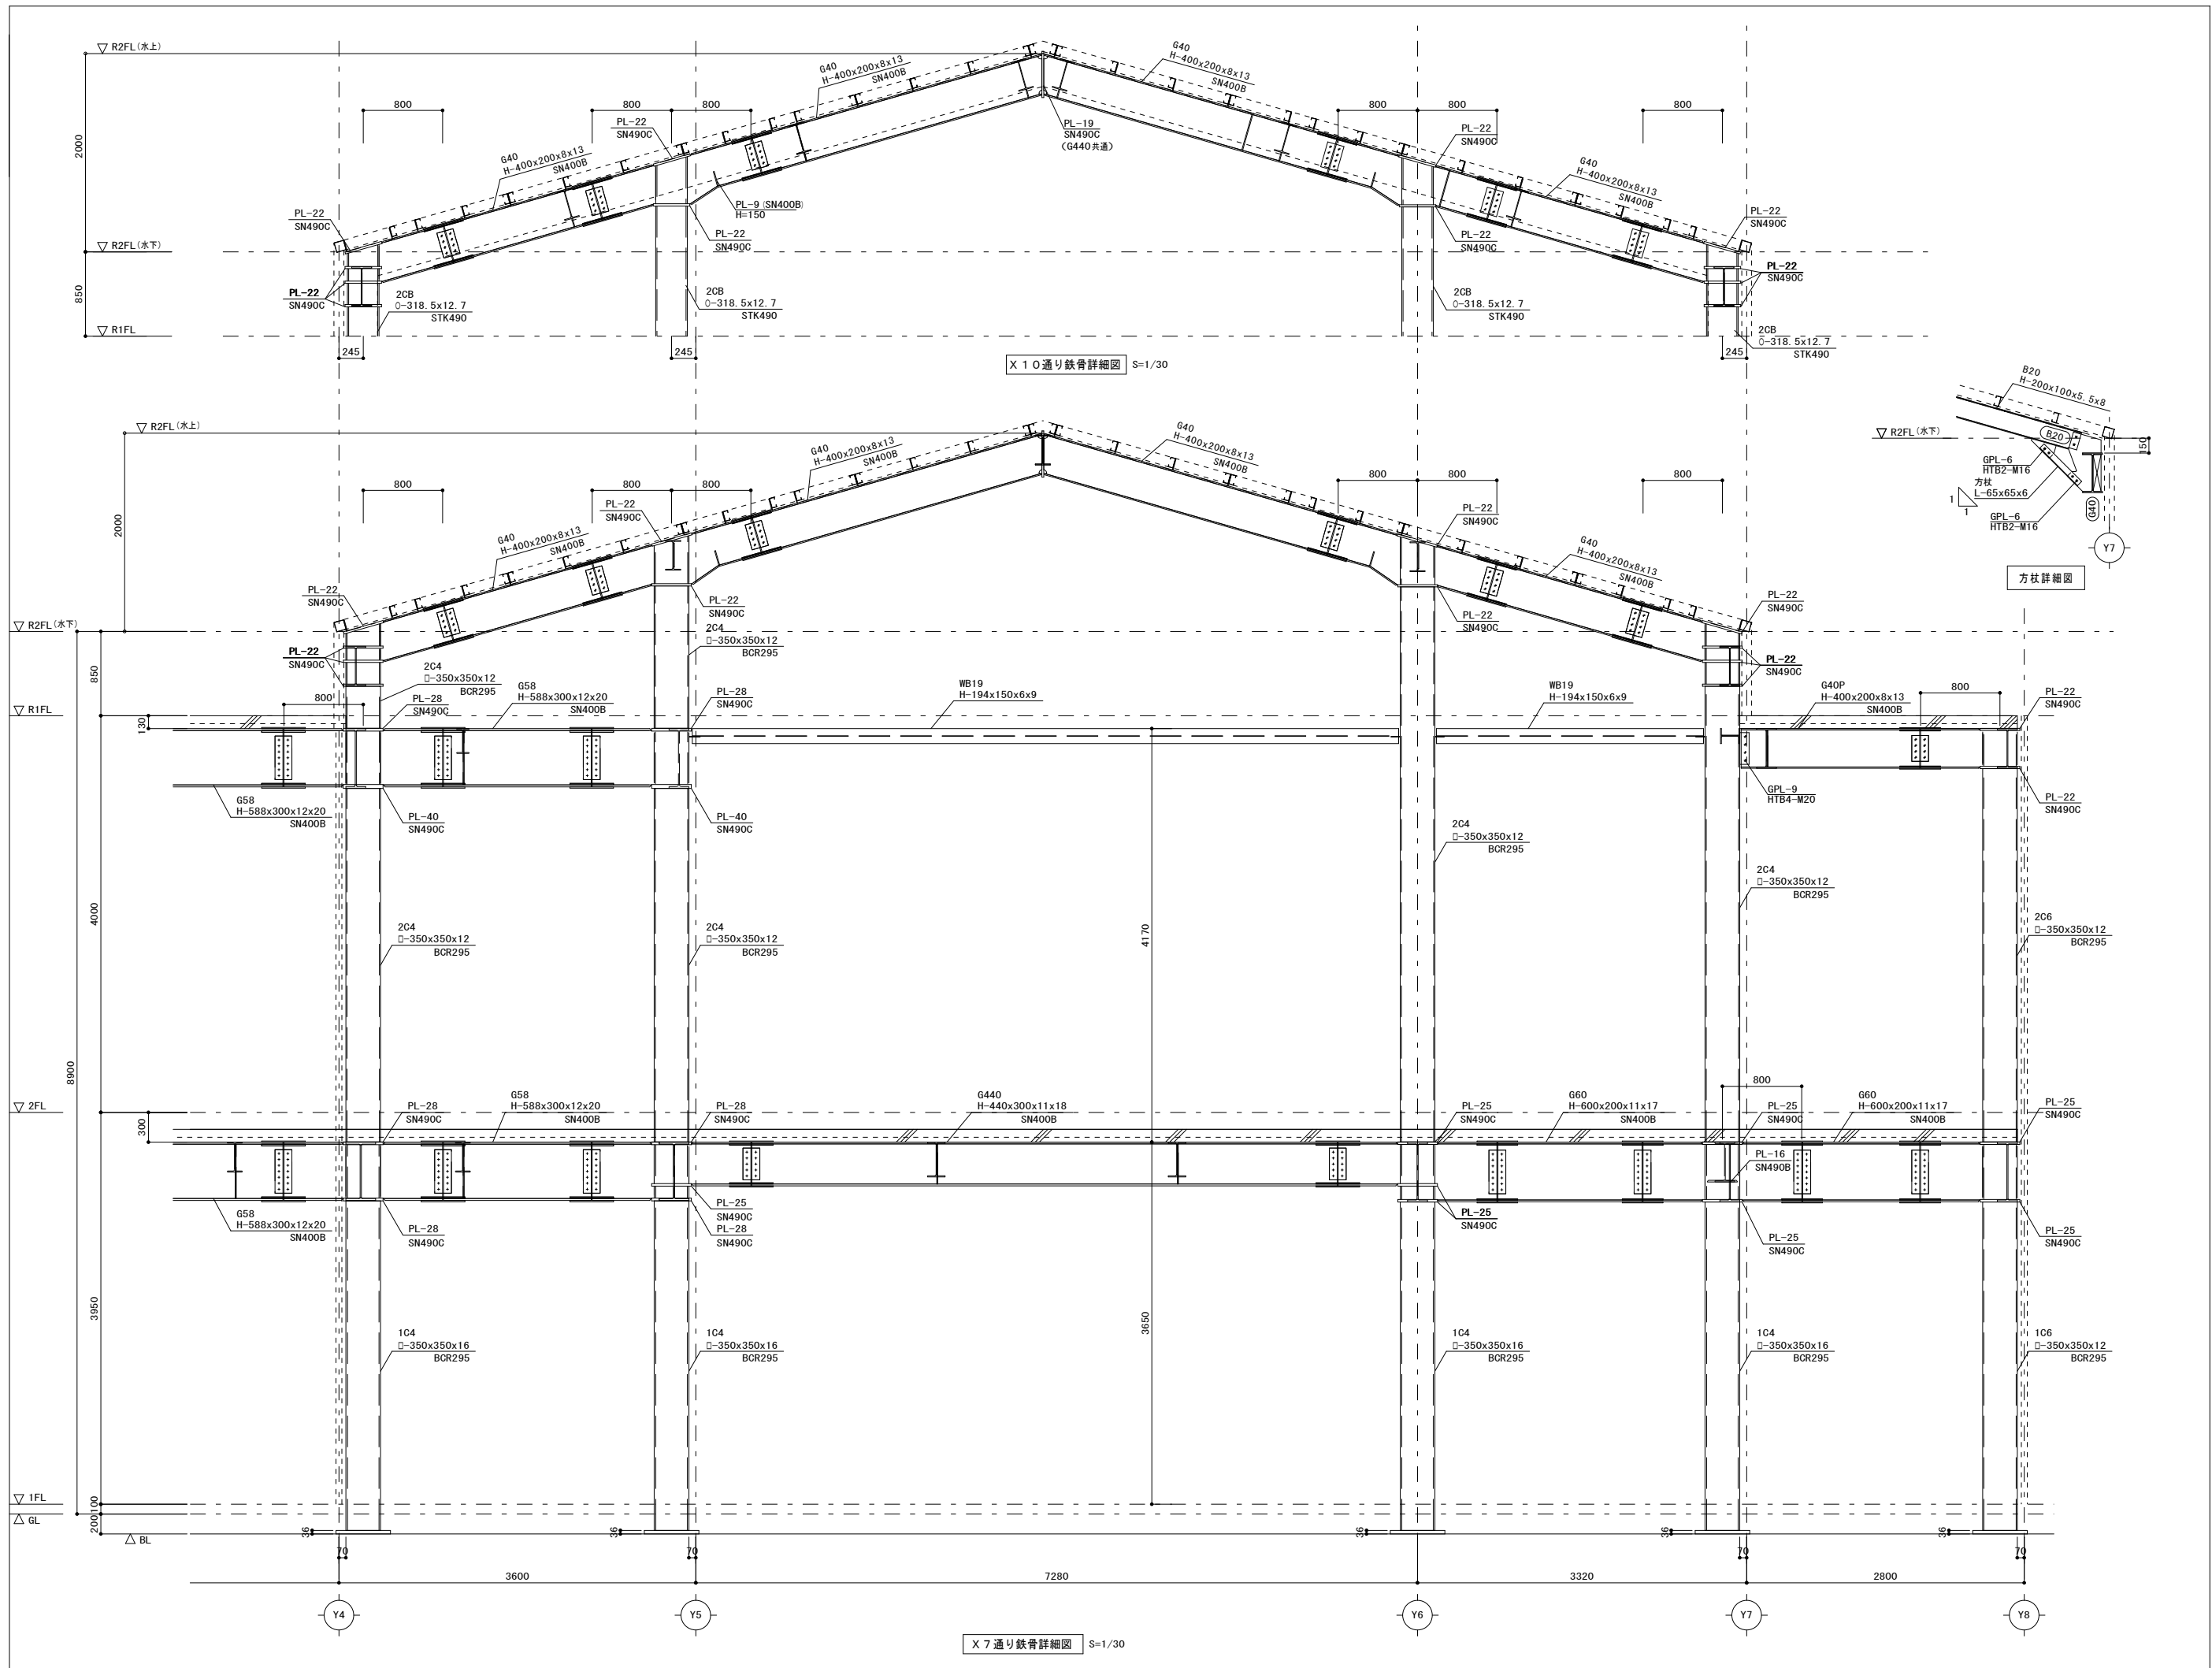 ▽ R2FL(水上)
G40
H-400x200x8x13
SN400B
G40
H-400x200x8x13
SN400B
800
800
800
800
800
800
2000
PL-22
SN490C
PL-19
SN490C
(G440共通)
PL-22
SN490C
G40
H-400x200x8x13
SN400B
G40
H-400x200x8x13
SN400B
PL-9(SN400B)
H=150
PL-22
SN490C
PL-22
SN490C
PL-22
SN490C
PL-22
SN490C
▽ R2FL(水下)
PL-22
SN490C
PL-22
SN490C
850
2CB
○-318.5x12.7
STK490
2CB
○-318.5x12.7
STK490
2CB
○-318.5x12.7
STK490
2CB
○-318.5x12.7
STK490
▽ R1FL
245
245
245
X10通り鉄骨詳細図 S=1/30
B20
H-200x100x5.5x8
▽ R2FL(水下)
B20
150
GPL-6
HTB2-M16
方杖
L-65x65x6
1
1
GPL-6
HTB2-M16
G40
Y7
方杖詳細図
▽ R2FL(水上)
G40
H-400x200x8x13
SN400B
G40
H-400x200x8x13
SN400B
800
800
800
800
800
800
2000
PL-22
SN490C
PL-22
SN490C
G40
H-400x200x8x13
SN400B
G40
H-400x200x8x13
SN400B
PL-22
SN490C
PL-22
SN490C
PL-22
SN490C
PL-22
SN490C
▽ R2FL(水下)
2C4
□-350x350x12
BCR295
PL-22
SN490C
PL-22
SN490C
850
2C4
□-350x350x12
BCR295
800
PL-28
SN490C
G58
H-588x300x12x20
SN400B
PL-28
SN490C
WB19
H-194x150x6x9
WB19
H-194x150x6x9
G40P
H-400x200x8x13
SN400B
800
PL-22
SN490C
▽ R1FL
130
G58
H-588x300x12x20
SN400B
PL-40
SN490C
PL-40
SN490C
GPL-9
HTB4-M20
PL-22
SN490C
4000
4170
2C4
□-350x350x12
BCR295
2C4
□-350x350x12
BCR295
2C4
□-350x350x12
BCR295
2C4
□-350x350x12
BCR295
2C6
□-350x350x12
BCR295
8900
▽ 2FL
300
PL-28
SN490C
G58
H-588x300x12x20
SN400B
PL-28
SN490C
G440
H-440x300x11x18
SN400B
PL-25
SN490C
G60
H-600x200x11x17
SN400B
800
PL-25
SN490C
G60
H-600x200x11x17
SN400B
PL-25
SN490C
PL-16
SN490B
G58
H-588x300x12x20
SN400B
PL-28
SN490C
PL-25
SN490C
PL-28
SN490C
PL-25
SN490C
PL-25
SN490C
PL-25
SN490C
3950
3650
1C4
□-350x350x16
BCR295
1C4
□-350x350x16
BCR295
1C4
□-350x350x16
BCR295
1C4
□-350x350x16
BCR295
1C6
□-350x350x12
BCR295
▽ 1FL
100
△ GL
200
△ BL
36
36
36
36
36
70
70
70
70
3600
7280
3320
2800
Y4
Y5
Y6
Y7
Y8
X7通り鉄骨詳細図 S=1/30